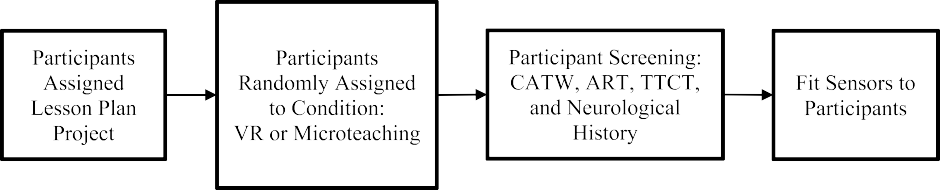 Participants
Assigned
Lesson Plan
Project
Participants
Randomly Assigned
to Condition:
VR or Microteaching
Participant Screening:
CATW, ART, TTCT,
and Neurological
History
Fit Sensors to
Participants